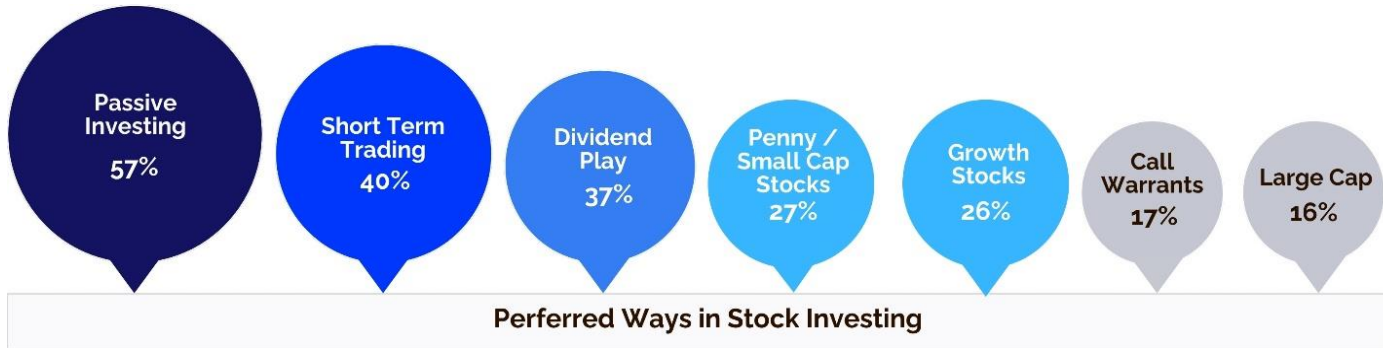 Passive
Investing
57%
Short Term
Trading
40%
Dividend
Play
37%
Penny /
Small Cap
Stocks
27%
Growth
Stocks
26%
Call
Warrants
17%
Large Cap
16%
Perferred Ways in Stock Investing